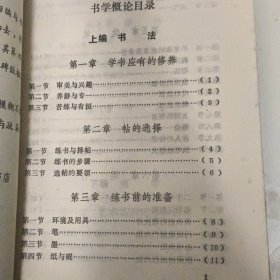 书学概论目录
上编 书 法
第一章 学书应有的修养
第一节 审美与兴趣……(1)
第二节 养静与专……(2)
第三节 苦练与有恒……(3)
第二章 帖的选择
第一节 练书与择帖……(4)
第二节 练书的步骤……(5)
第三节 选帖的要领……(6)
第三章 练书前的准备
第一节 环境及用具……(8)
第二节 笔……(9)
第三节 墨……(10)
第四节 纸与砚……(11)
1